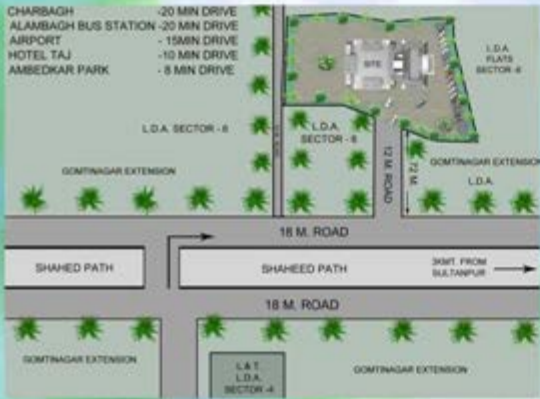 CHARBAGH -20 MIN DRIVE
ALAMBAGH BUS STATION -20 MIN DRIVE
AIRPORT - 15MIN DRIVE
HOTEL TAJ -10 MIN DRIVE
AMBEDKAR PARK - 8 MIN DRIVE
SITE
L.D.A.
FLATS
SECTOR -6
L.D.A. SECTOR - 6
L.D.A.
SECTOR - 6
GOMTINAGAR EXTENSION
12 M. ROAD
72 M.
GOMTINAGAR EXTENSION
L.D.A.
18 M. ROAD
SHAHED PATH
SHAHEED PATH
3KMT. FROM
SULTANPUR
18 M. ROAD
GOMTINAGAR EXTENSION
L & T.
L.D.A.
SECTOR -4
GOMTINAGAR EXTENSION